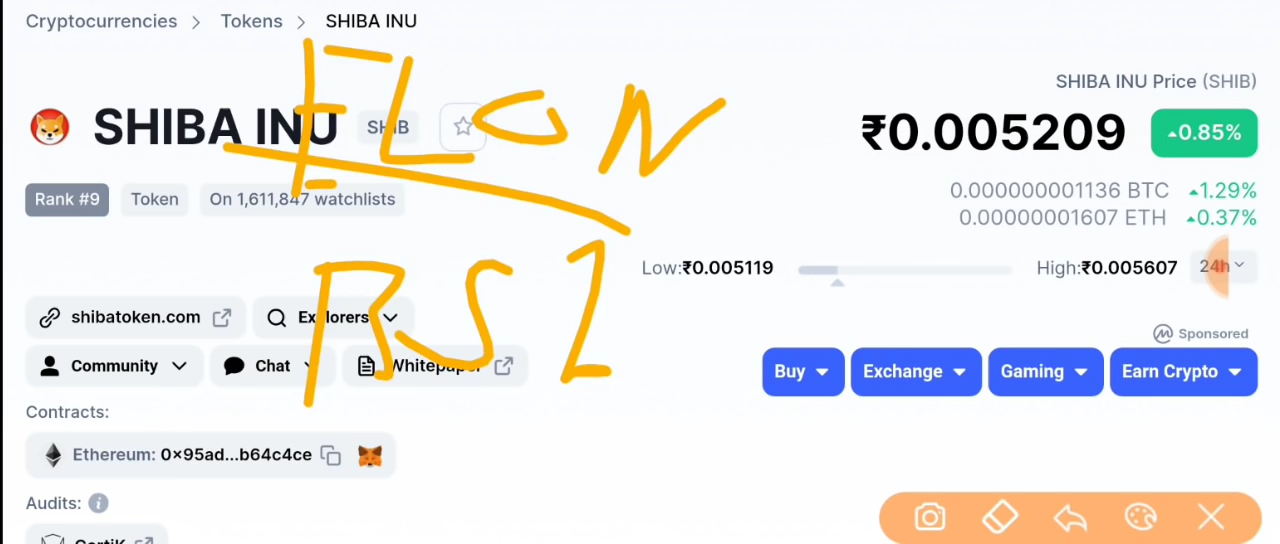 Cryptocurrencies > Tokens > SHIBA INU
SHIBA INU Price (SHIB)
SHIBA INU SHIB
₹0.005209 0.85%
ELON
Rank #9 Token On 1,611,847 watchlists
0.000000001136 BTC 1.29%
0.00000001607 ETH 0.37%
Low:₹0.005119 High:₹0.005607 24h
RS 1
shibatoken.com Explorers
Sponsored
Community Chat Whitepaper
Buy Exchange Gaming Earn Crypto
Contracts:
Ethereum: 0x95ad...b64c4ce
Audits:
CertiK